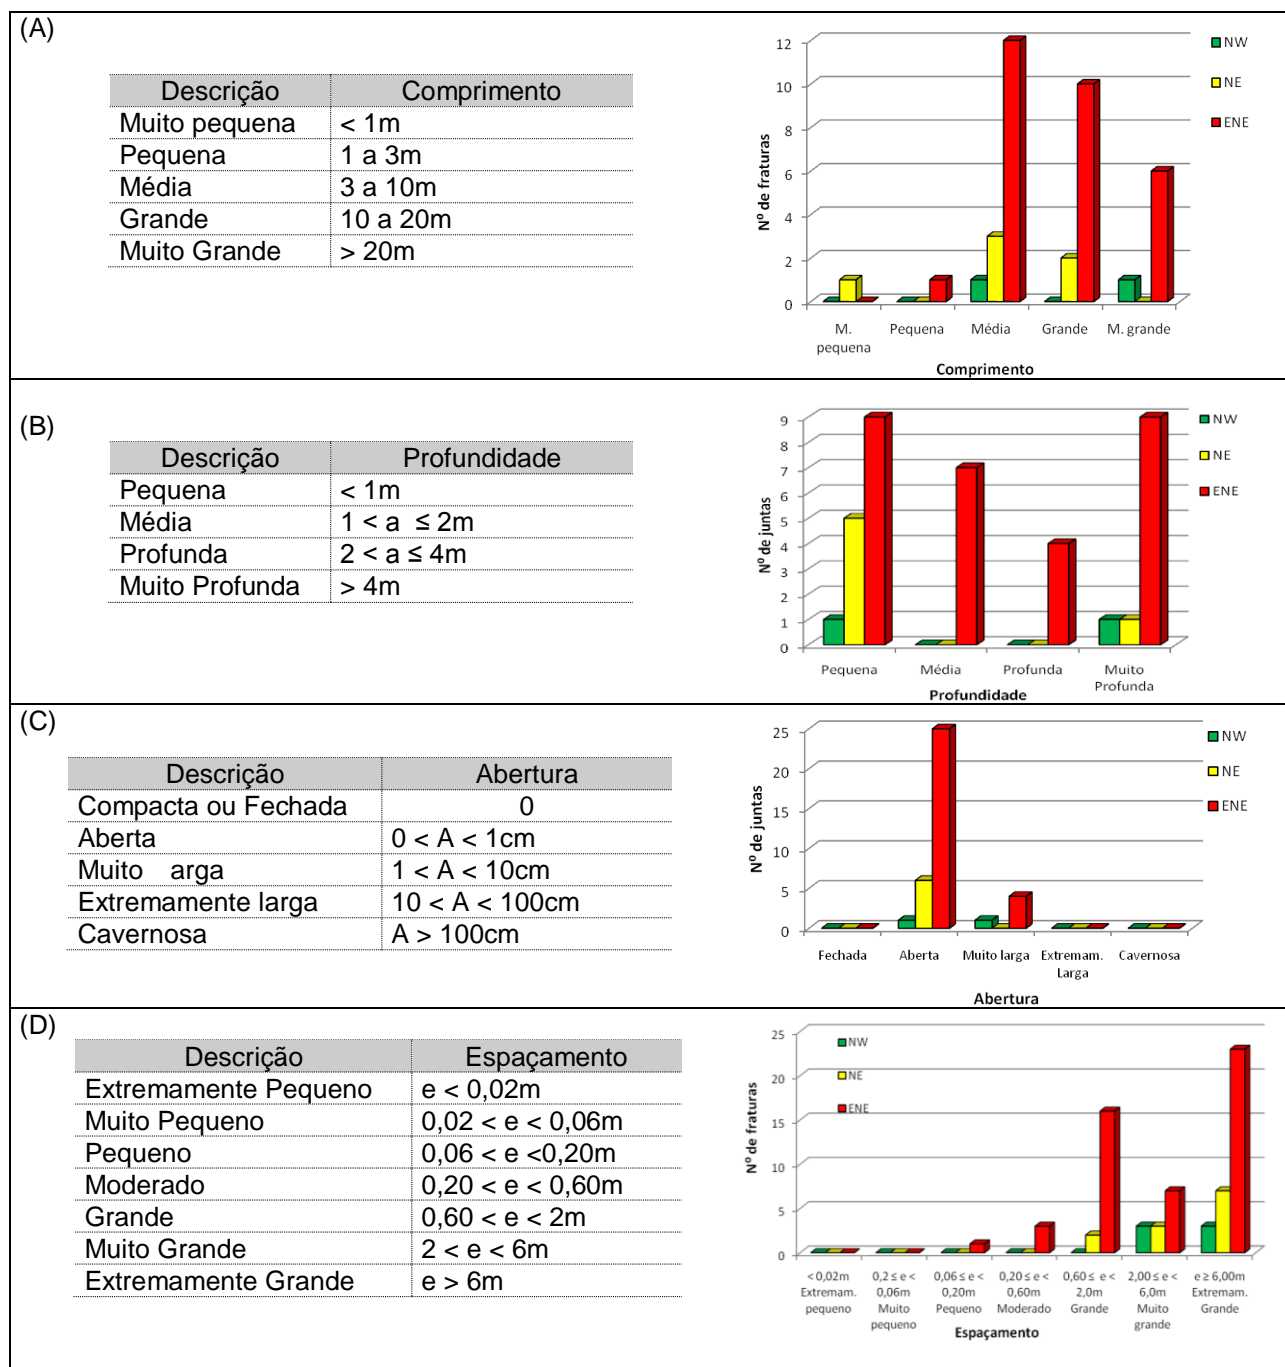 (A)
Descrição Comprimento
Muito pequena < 1m
Pequena 1 a 3m
Média 3 a 10m
Grande 10 a 20m
Muito Grande > 20m
12
10
8
6
4
2
0
Nº de fraturas
NW
NE
ENE
M. pequena Pequena Média Grande M. grande
Comprimento
(B)
Descrição Profundidade
Pequena < 1m
Média 1 < a ≤ 2m
Profunda 2 < a ≤ 4m
Muito Profunda > 4m
9
8
7
6
5
4
3
2
1
0
Nº de juntas
NW
NE
ENE
Pequena Média Profunda Muito Profunda
Profundidade
(C)
Descrição Abertura
Compacta ou Fechada 0
Aberta 0 < A < 1cm
Muito arga 1 < A < 10cm
Extremamente larga 10 < A < 100cm
Cavernosa A > 100cm
25
20
15
10
5
0
Nº de juntas
NW
NE
ENE
Fechada Aberta Muito larga Extremam. Larga Cavernosa
Abertura
(D)
Descrição Espaçamento
Extremamente Pequeno e < 0,02m
Muito Pequeno 0,02 < e < 0,06m
Pequeno 0,06 < e <0,20m
Moderado 0,20 < e < 0,60m
Grande 0,60 < e < 2m
Muito Grande 2 < e < 6m
Extremamente Grande e > 6m
25
20
15
10
5
0
Nº de fraturas
NW
NE
ENE
< 0,02m 0,2 ≤ e < 0,06 ≤ e < 0,20 ≤ e < 0,60 ≤ e < 2,00 ≤ e < e ≥ 6,00m
Extremam. 0,06m 0,20m 0,60m 2,0m 6,0m Extremam.
pequeno Muito Pequeno Moderado Grande Muito Grande
pequeno grande
Espaçamento